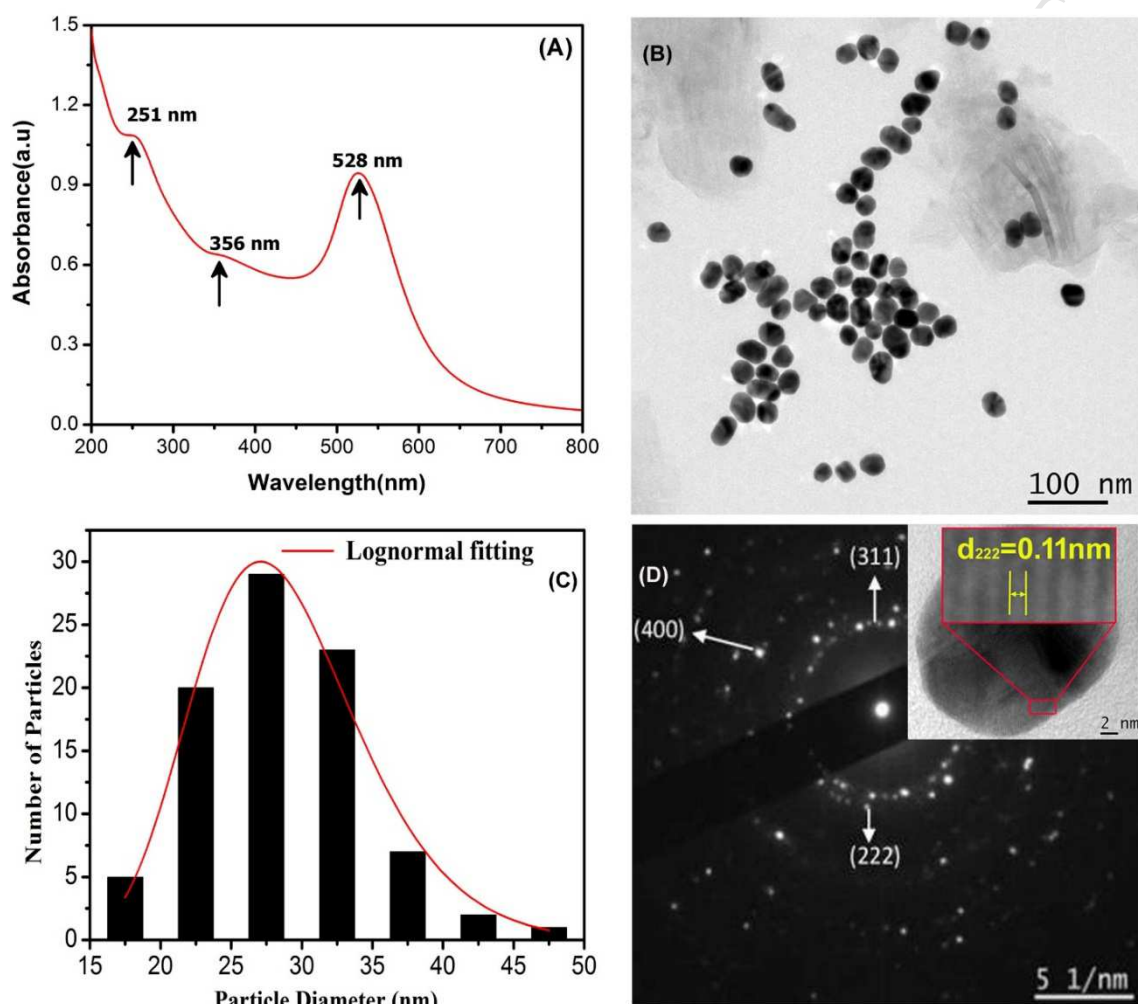 (A)
1.5
1.2
0.9
0.6
0.3
0.0
251 nm
356 nm
528 nm
Absorbance(a.u)
200 300 400 500 600 700 800
Wavelength(nm)
(B)
100 nm
(C)
Lognormal fitting
30
25
20
15
10
5
0
Number of Particles
15 20 25 30 35 40 45 50
Particle Diameter (nm)
(D)
(311)
(400)
(222)
d₂₂₂=0.11nm
2 nm
5 1/nm